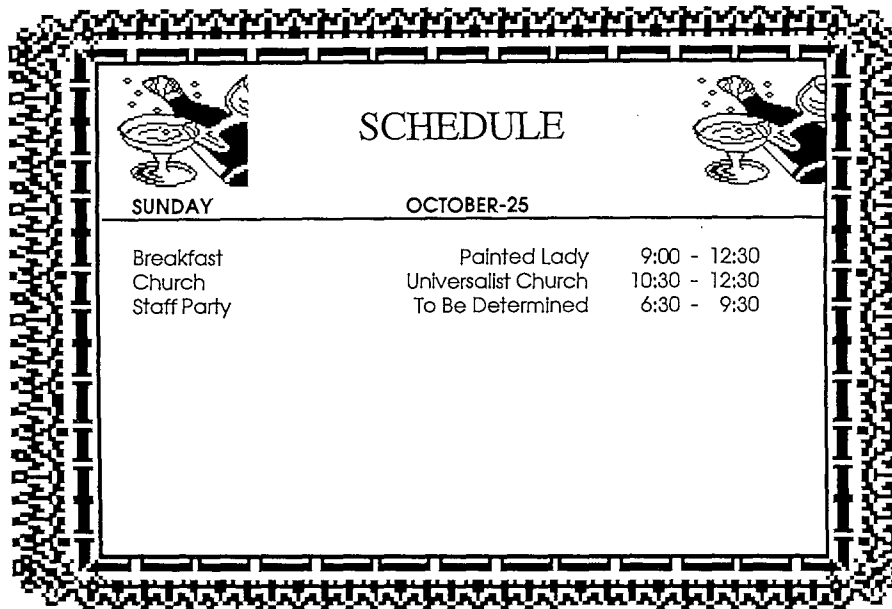 SCHEDULE
SUNDAY OCTOBER-25
Breakfast Painted Lady 9:00 - 12:30
Church Universalist Church 10:30 - 12:30
Staff Party To Be Determined 6:30 - 9:30